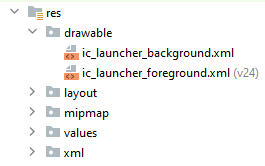 res
drawable
ic_launcher_background.xml
ic_launcher_foreground.xml (v24)
layout
mipmap
values
xml